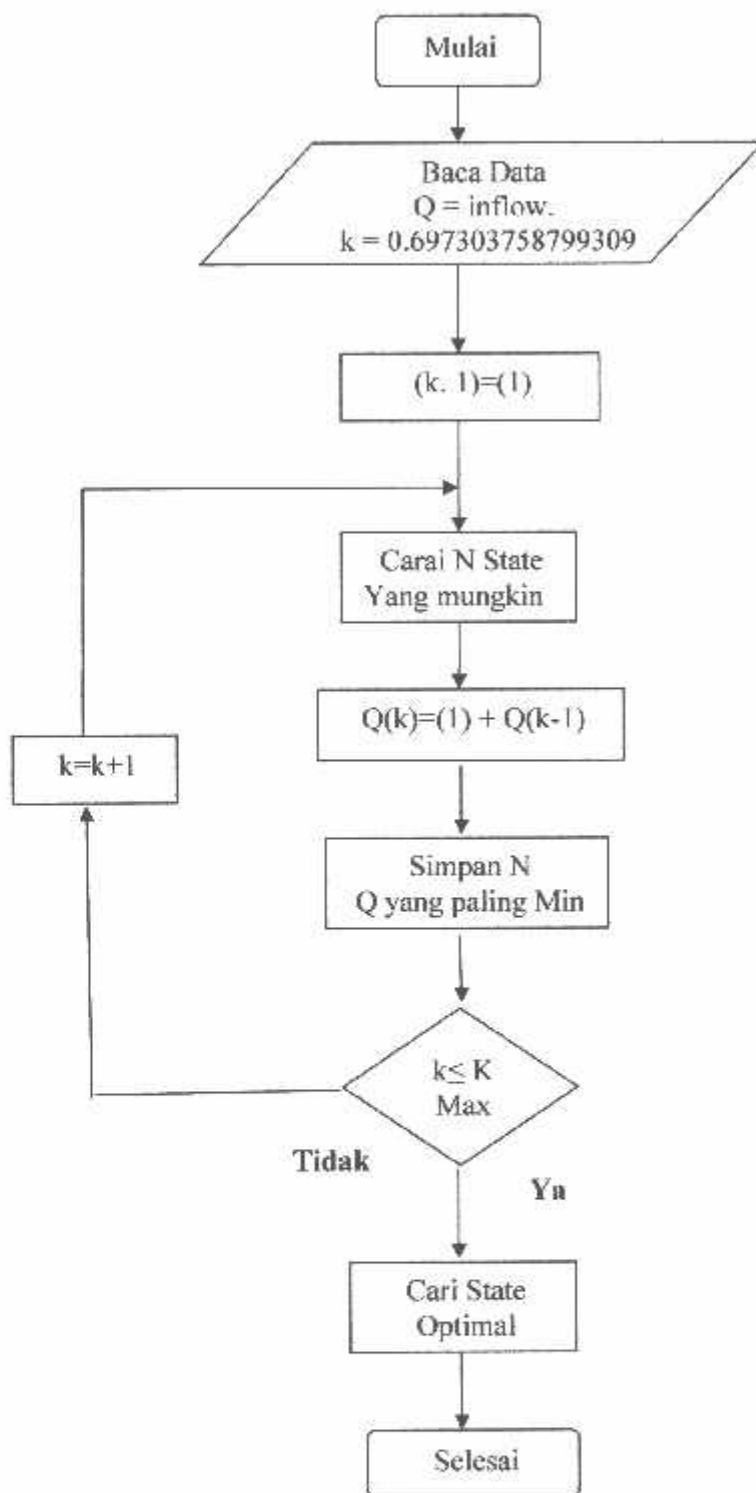 Mulai
Baca Data
Q = inflow.
k = 0.697303758799309
(k. 1)=(1)
Carai N State
Yang mungkin
Q(k)=(1) + Q(k-1)
k=k+1
Simpan N
Q yang paling Min
k≤ K
Max
Tidak
Ya
Cari State
Optimal
Selesai